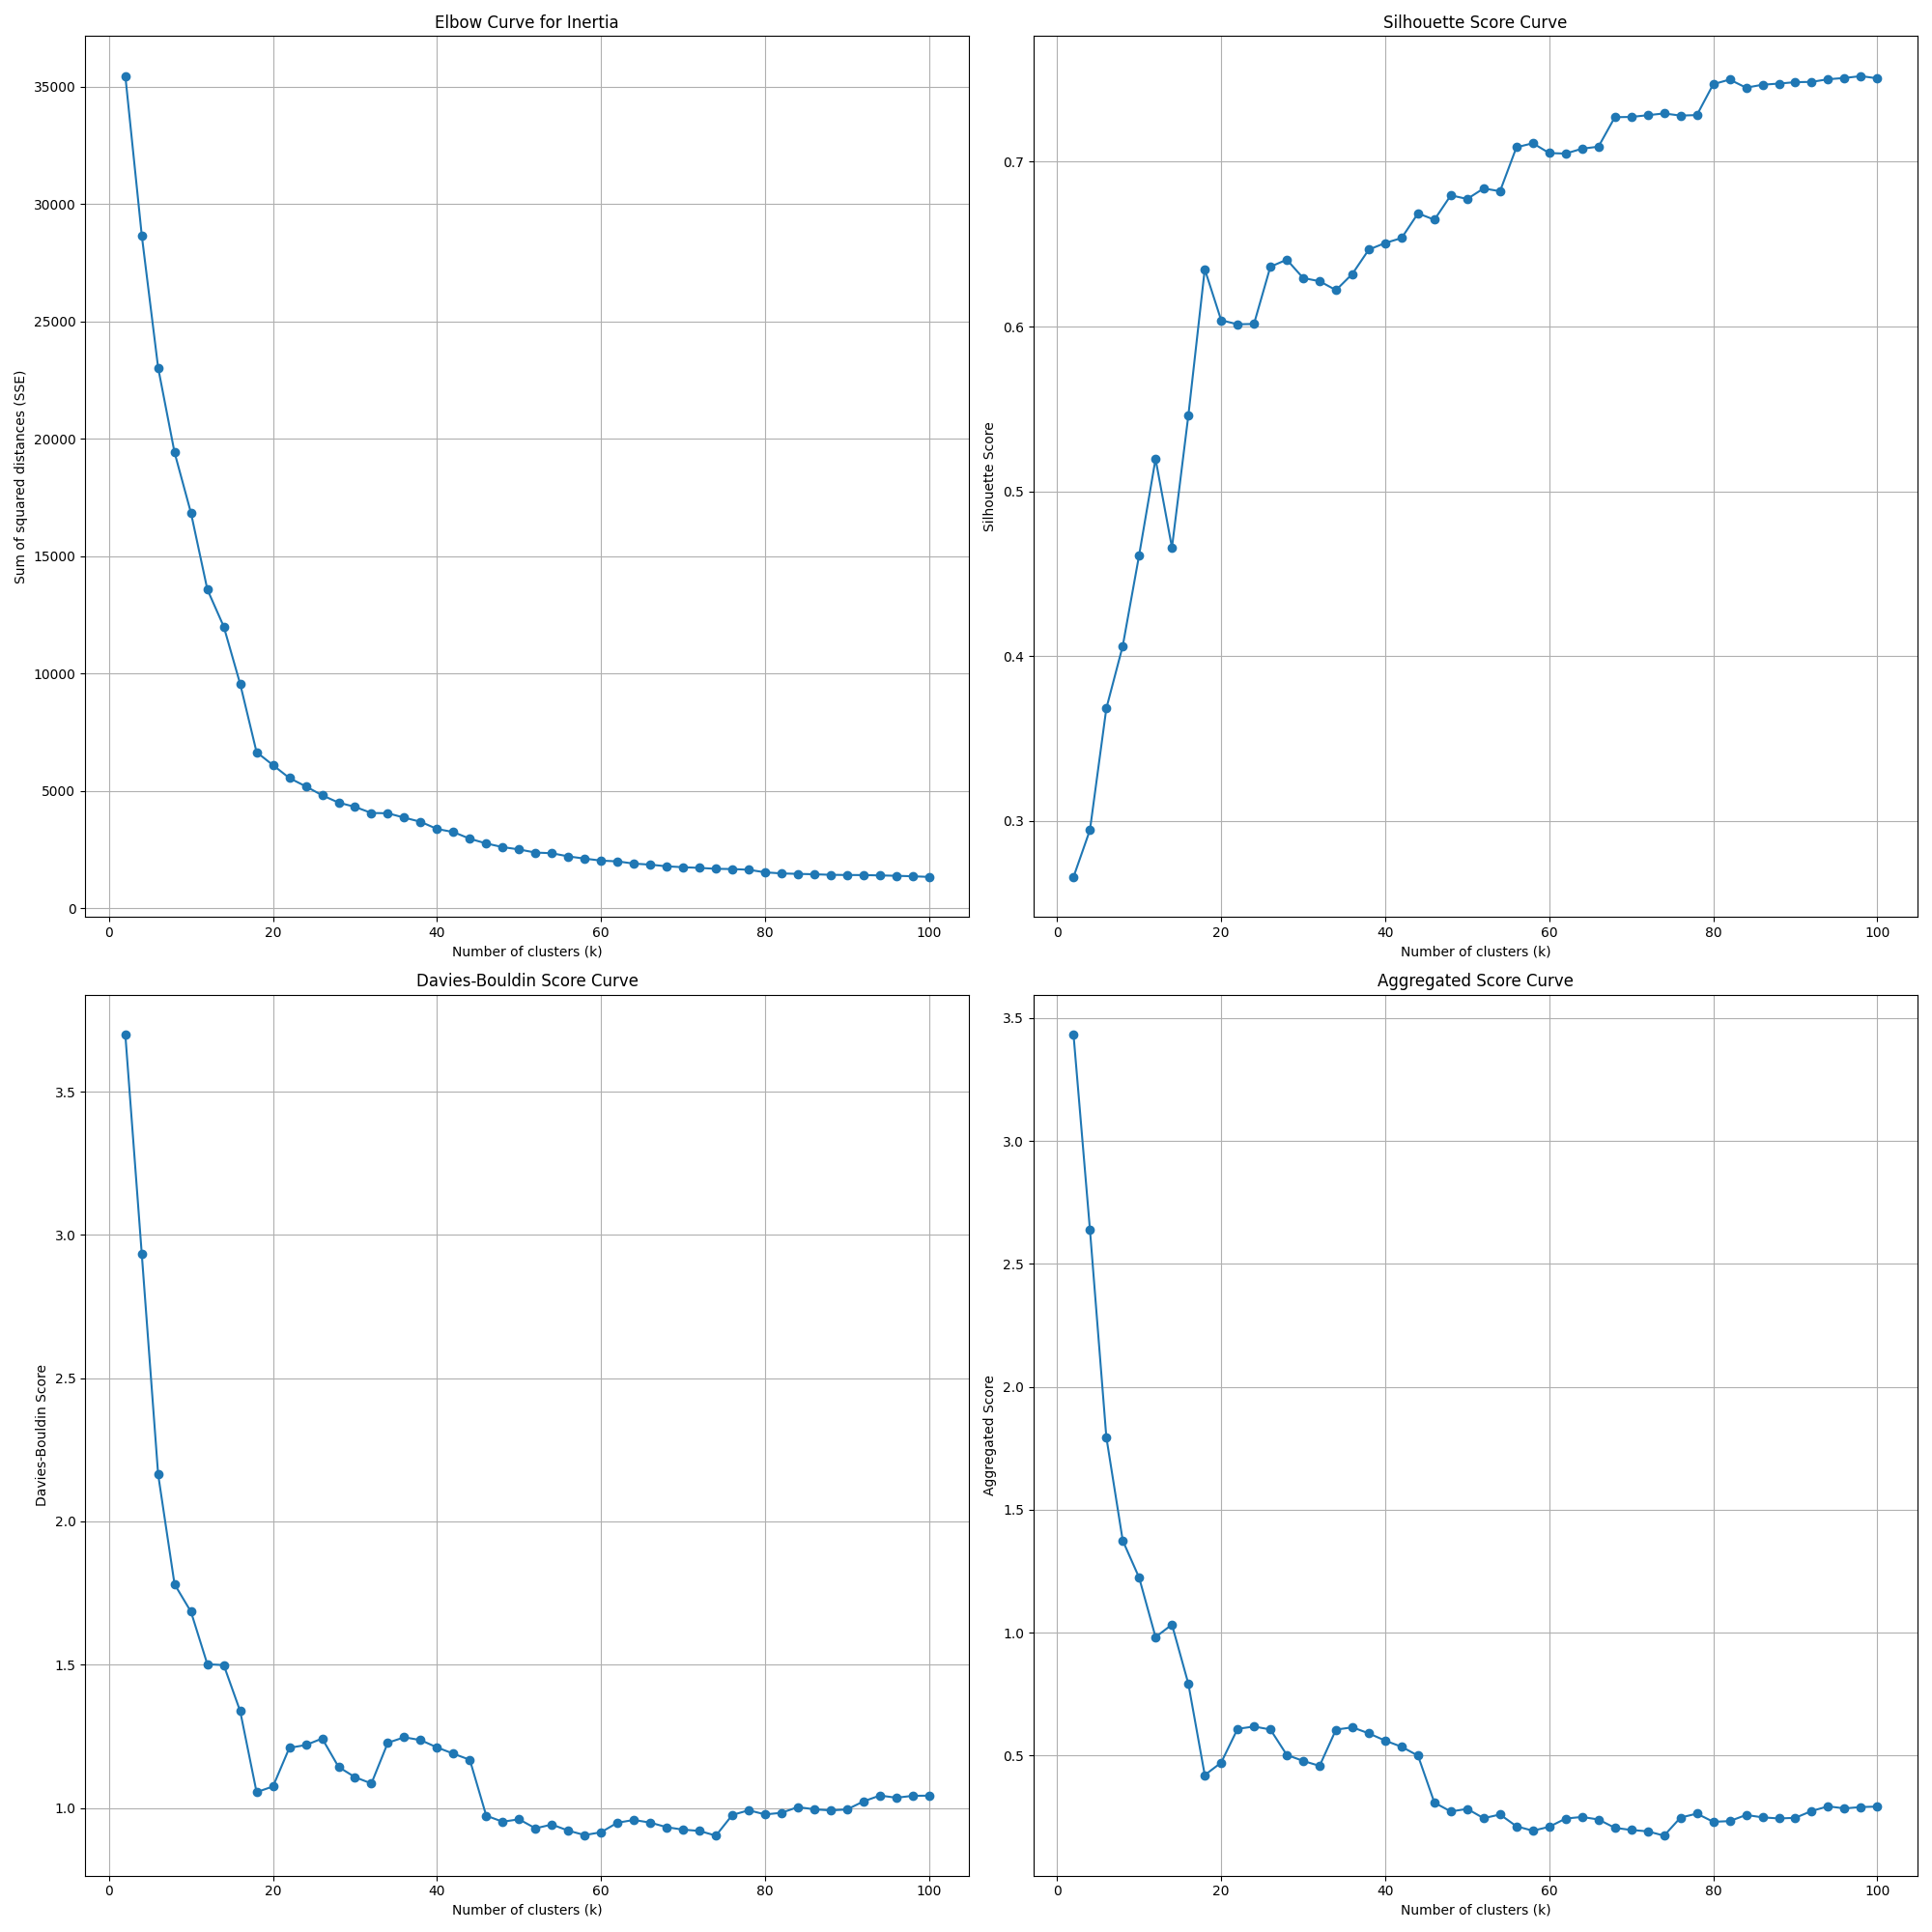 Elbow Curve for Inertia
35000
30000
25000
20000
15000
10000
5000
0
Sum of squared distances (SSE)
0 20 40 60 80 100
Number of clusters (k)
Silhouette Score Curve
0.7
0.6
0.5
0.4
0.3
Silhouette Score
0 20 40 60 80 100
Number of clusters (k)
Davies-Bouldin Score Curve
3.5
3.0
2.5
2.0
1.5
1.0
Davies-Bouldin Score
0 20 40 60 80 100
Number of clusters (k)
Aggregated Score Curve
3.5
3.0
2.5
2.0
1.5
1.0
0.5
Aggregated Score
0 20 40 60 80 100
Number of clusters (k)